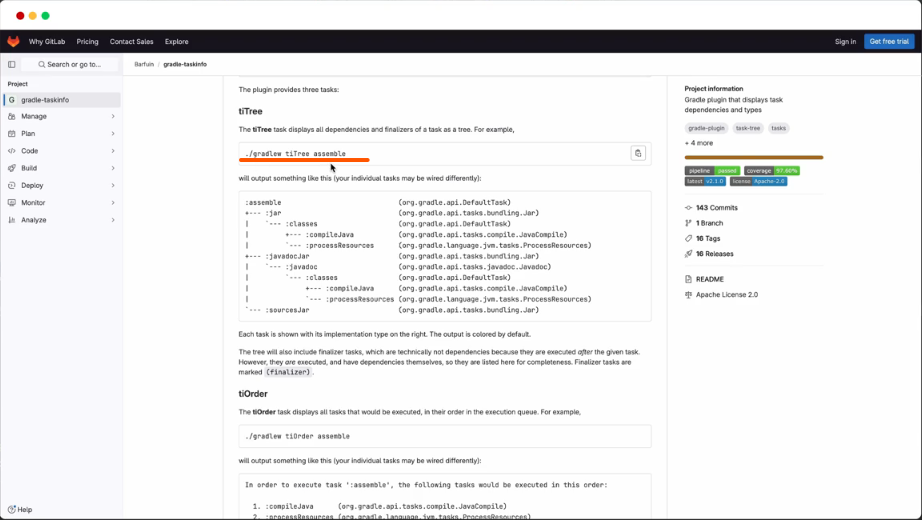 Why GitLab
Pricing
Contact Sales
Explore
Sign in
Get free trial
Search or go to...
Barfuin > gradle-taskinfo
Project
G gradle-taskinfo
Manage
Plan
Code
Build
Deploy
Monitor
Analyze
Help
The plugin provides three tasks:
tiTree
The tiTree task displays all dependencies and finalizers of a task as a tree. For example,
./gradlew tiTree assemble
will output something like this (your individual tasks may be wired differently):
:assemble (org.gradle.api.DefaultTask)
+--- :jar (org.gradle.api.tasks.bundling.Jar)
| `--- :classes (org.gradle.api.DefaultTask)
| +--- :compileJava (org.gradle.api.tasks.compile.JavaCompile)
| `--- :processResources (org.gradle.language.jvm.tasks.ProcessResources)
+--- :javadocJar (org.gradle.api.tasks.bundling.Jar)
| `--- :javadoc (org.gradle.api.tasks.javadoc.Javadoc)
| `--- :classes (org.gradle.api.DefaultTask)
| +--- :compileJava (org.gradle.api.tasks.compile.JavaCompile)
| `--- :processResources (org.gradle.language.jvm.tasks.ProcessResources)
`--- :sourcesJar (org.gradle.api.tasks.bundling.Jar)
Each task is shown with its implementation type on the right. The output is colored by default.
The tree will also include finalizer tasks, which are technically not dependencies because they are executed after the given task.
However, they are executed, and have dependencies themselves, so they are listed here for completeness. Finalizer tasks are
marked (finalizer).
tiOrder
The tiOrder task displays all tasks that would be executed, in their order in the execution queue. For example,
./gradlew tiOrder assemble
will output something like this (your individual tasks may be wired differently):
In order to execute task ':assemble', the following tasks would be executed in this order:
1. :compileJava (org.gradle.api.tasks.compile.JavaCompile)
2. :processResources (org.gradle.language.jvm.tasks.ProcessResources)
Project information
Gradle plugin that displays task
dependencies and types
gradle-plugin
task-tree
tasks
+ 4 more
pipeline passed
coverage 97.60%
latest v2.1.0
license Apache-2.0
143 Commits
1 Branch
16 Tags
16 Releases
README
Apache License 2.0